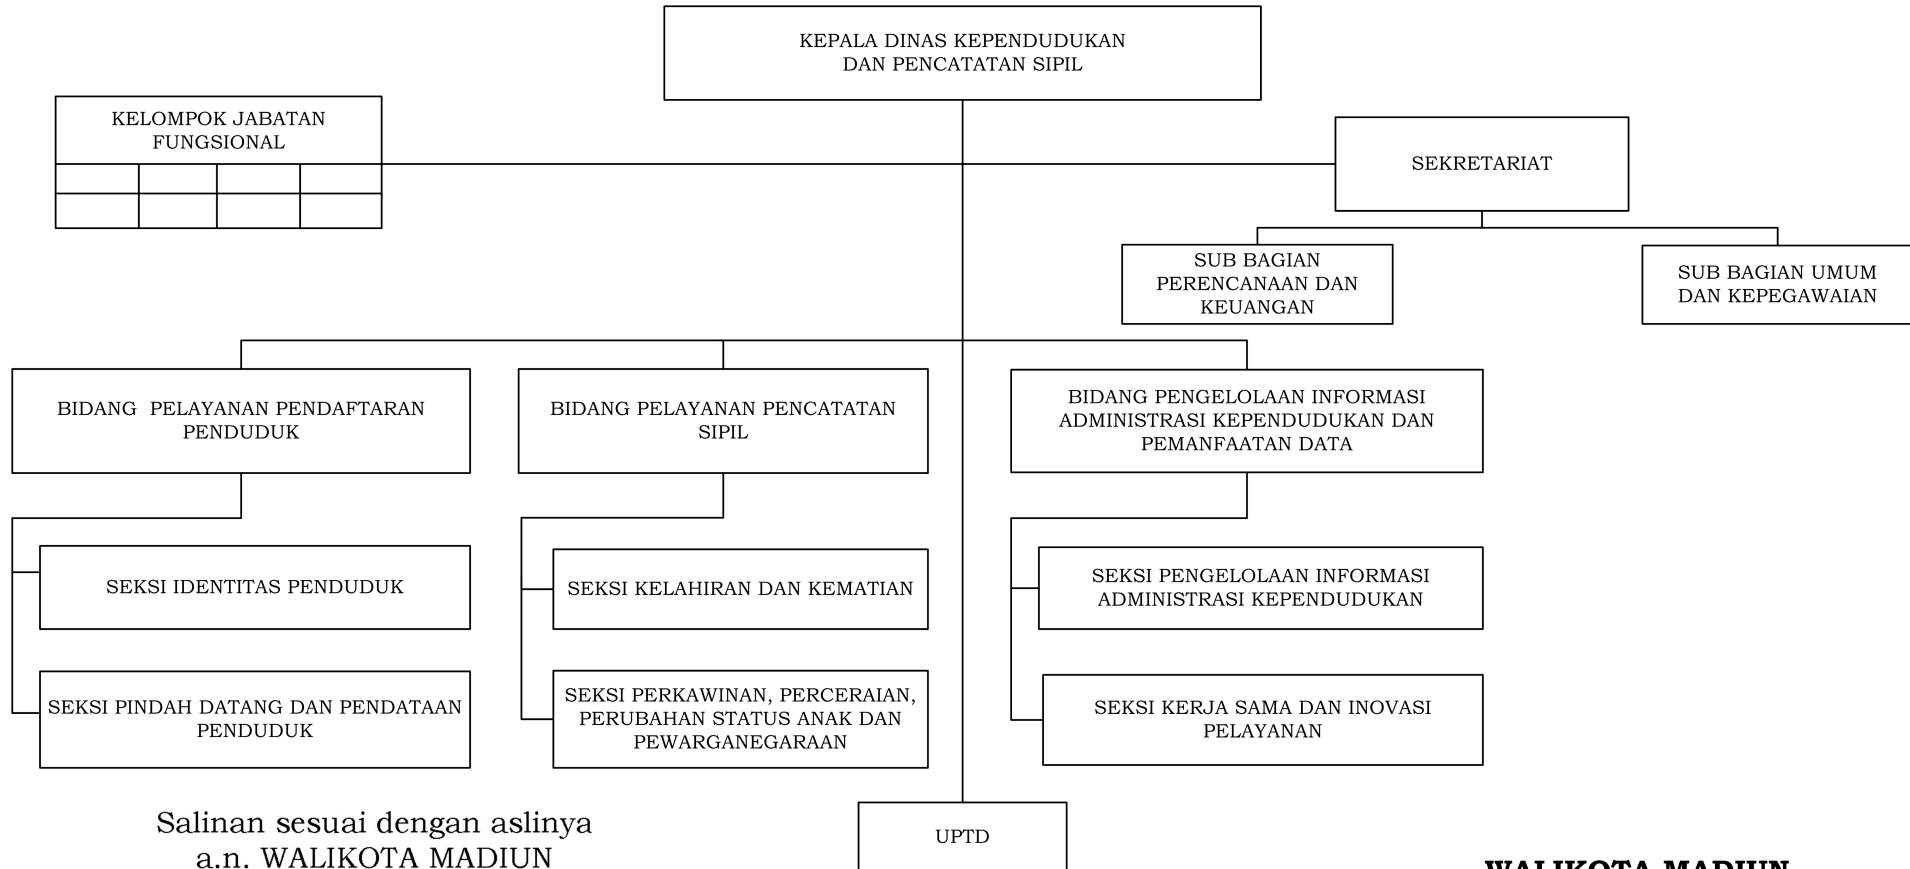 KEPALA DINAS KEPENDUDUKAN
DAN PENCATATAN SIPIL
KELOMPOK JABATAN
FUNGSIONAL
SEKRETARIAT
SUB BAGIAN
PERENCANAAN DAN
KEUANGAN
SUB BAGIAN UMUM
DAN KEPEGAWAIAN
BIDANG PELAYANAN PENDAFTARAN
PENDUDUK
BIDANG PELAYANAN PENCATATAN
SIPIL
BIDANG PENGELOLAAN INFORMASI
ADMINISTRASI KEPENDUDUKAN DAN
PEMANFAATAN DATA
SEKSI IDENTITAS PENDUDUK
SEKSI KELAHIRAN DAN KEMATIAN
SEKSI PENGELOLAAN INFORMASI
ADMINISTRASI KEPENDUDUKAN
SEKSI PINDAH DATANG DAN PENDATAAN
PENDUDUK
SEKSI PERKAWINAN, PERCERAIAN,
PERUBAHAN STATUS ANAK DAN
PEWARGANEGARAAN
SEKSI KERJA SAMA DAN INOVASI
PELAYANAN
UPTD
Salinan sesuai dengan aslinya
a.n. WALIKOTA MADIUN
WALIKOTA MADIUN